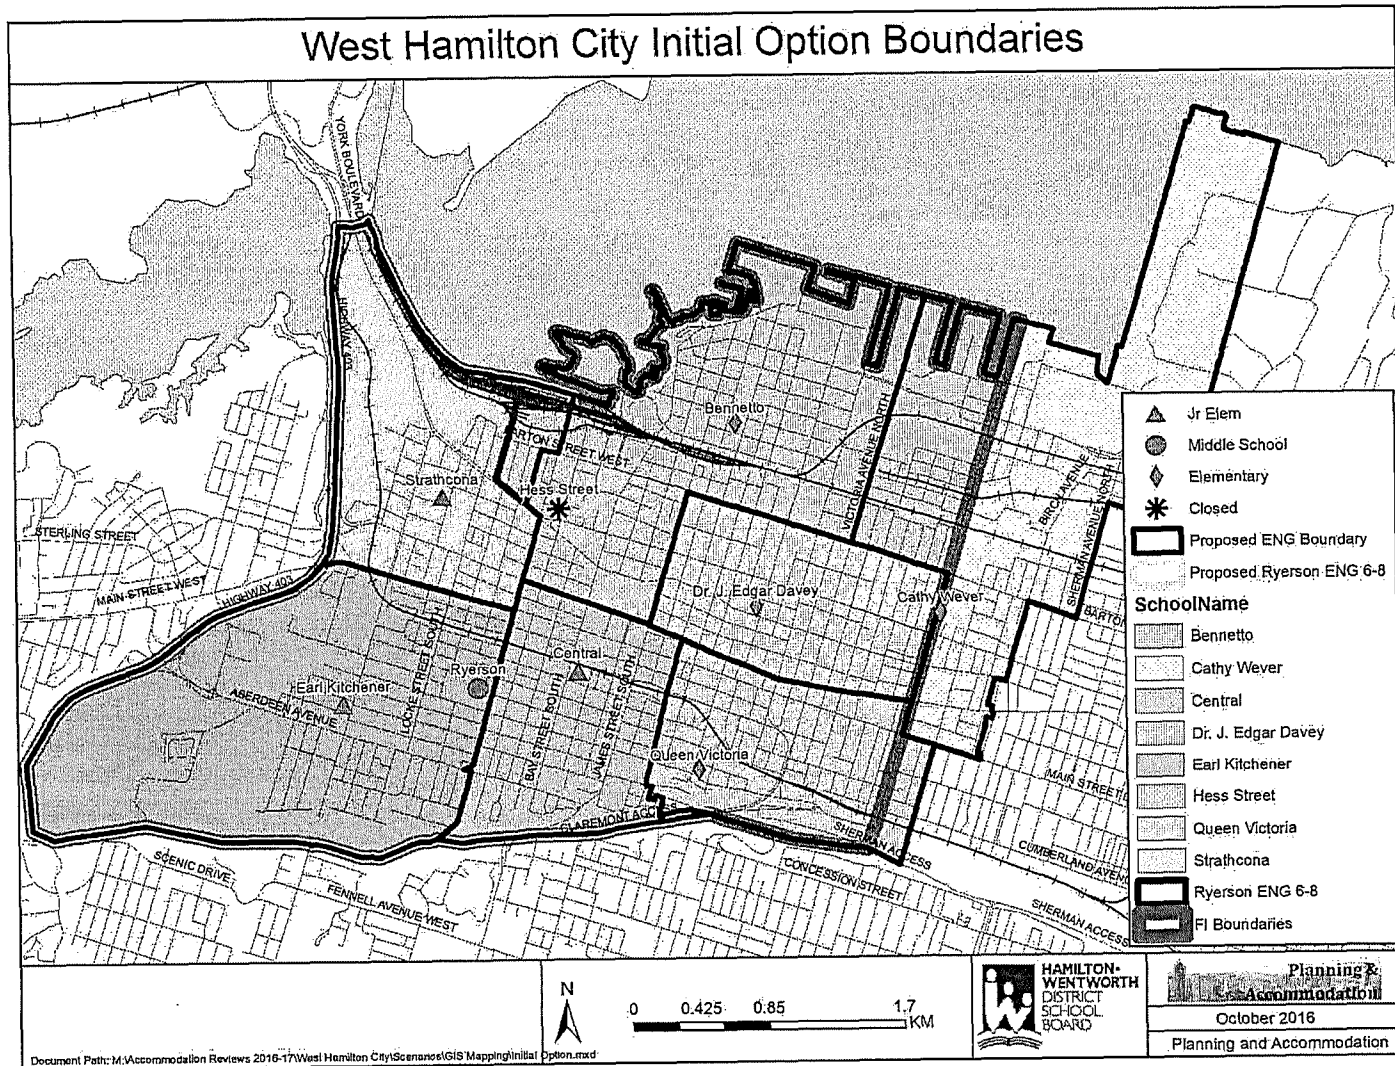 West Hamilton City Initial Option Boundaries
YORK BOULEVARD
HIGHWAY 403
Bennetto
VICTORIA AVENUE NORTH
BIRCH AVENUE
SHERMAN AVENUE NORTH
BARTON STREET WEST
Strathcona
Hess Street
STERLING STREET
MAIN STREET WEST
HIGHWAY 403
Dr. J. Edgar Davey
Cathy Wever
BARTON
LOCKE STREET SOUTH
Ryerson
Central
Earl Kitchener
ABERDEEN AVENUE
BAY STREET SOUTH
JAMES STREET SOUTH
Queen Victoria
MAIN STREET
CLAREMONT ACCESS
SHERMAN ACCESS
CUMBERLAND AVEN
SCENIC DRIVE
CONCESSION STREET
FENNELL AVENUE WEST
SHERMAN ACCESS
Jr Elem
Middle School
Elementary
Closed
Proposed ENG Boundary
Proposed Ryerson ENG 6-8
SchoolName
Bennetto
Cathy Wever
Central
Dr. J. Edgar Davey
Earl Kitchener
Hess Street
Queen Victoria
Strathcona
Ryerson ENG 6-8
FI Boundaries
N
0 0.425 0.85 1.7
KM
HAMILTON-
WENTWORTH
DISTRICT
SCHOOL
BOARD
Planning &
Accommodation
October 2016
Planning and Accommodation
Document Path: M:\Accommodation Reviews 2016-17\West Hamilton City\Scenarios\GIS Mapping\Initial Option.mxd